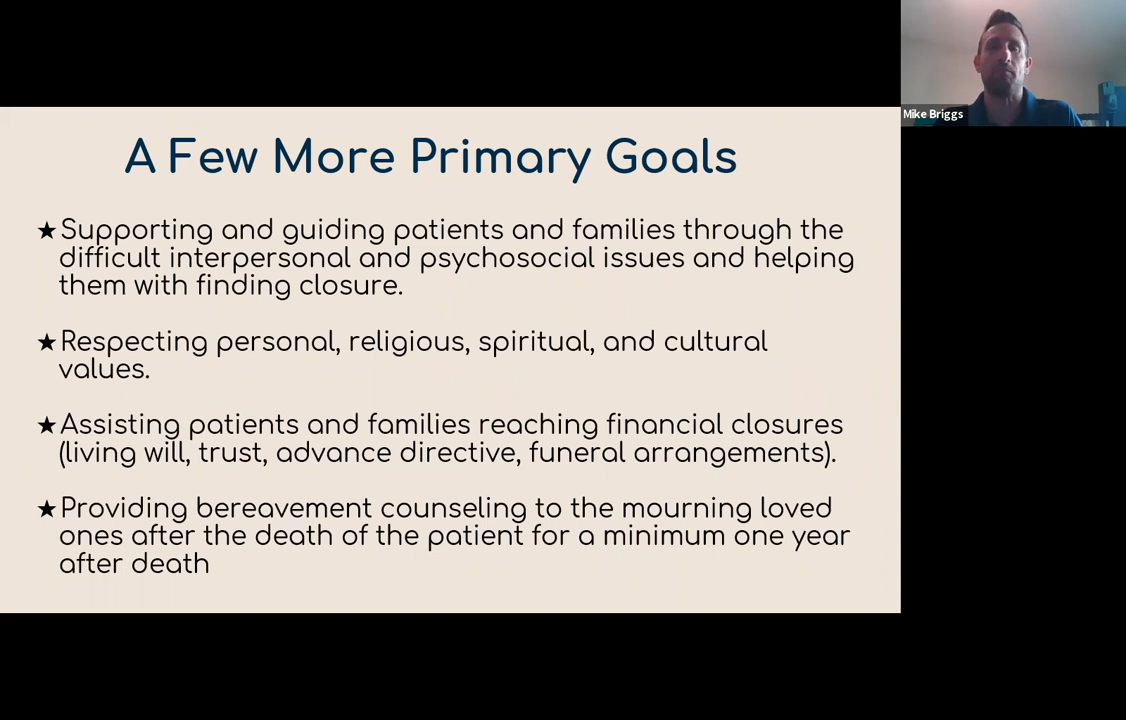 A Few More Primary Goals
★Supporting and guiding patients and families through the
difficult interpersonal and psychosocial issues and helping
them with finding closure.
★Respecting personal, religious, spiritual, and cultural
values.
★Assisting patients and families reaching financial closures
(living will, trust, advance directive, funeral arrangements).
★Providing bereavement counseling to the mourning loved
ones after the death of the patient for a minimum one year
after death
Mike Briggs